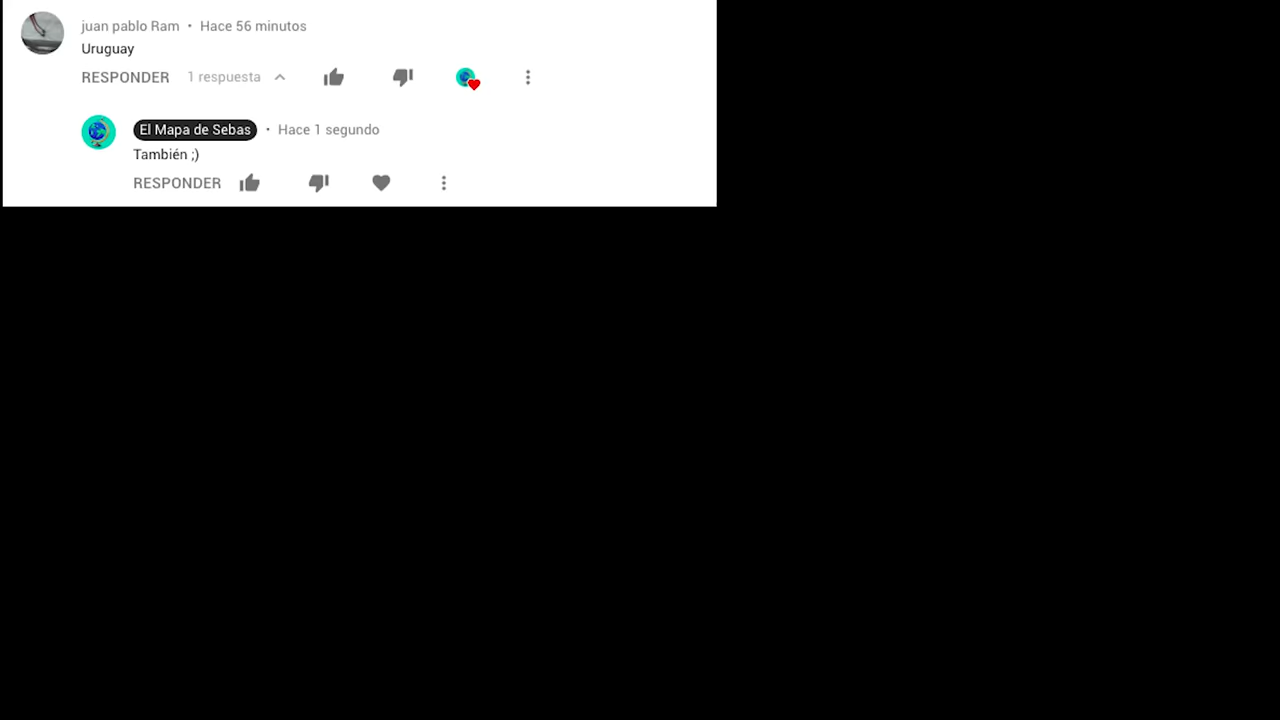 juan pablo Ram • Hace 56 minutos
Uruguay
RESPONDER 1 respuesta
El Mapa de Sebas • Hace 1 segundo
También ;)
RESPONDER